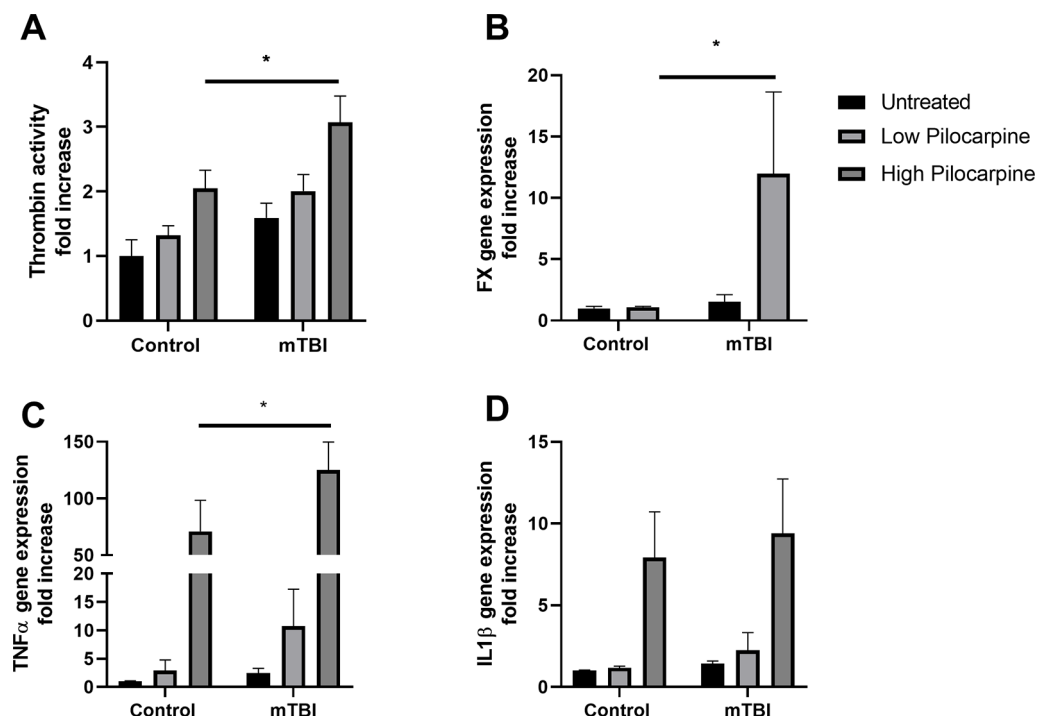 A
Thrombin activity
fold increase
4
3
2
1
0
*
Control
mTBI
B
FX gene expression
fold increase
20
15
10
5
0
*
Control
mTBI
Untreated
Low Pilocarpine
High Pilocarpine
C
TNFα gene expression
fold increase
150
100
50
20
15
10
5
0
*
Control
mTBI
D
IL1β gene expression
fold increase
15
10
5
0
Control
mTBI